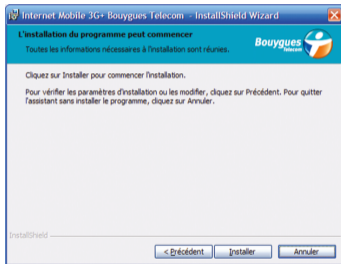 Internet Mobile 3G+ Bouygues Telecom - InstallShield Wizard
L'installation du programme peut commencer
Toutes les informations nécessaires à l'installation sont réunies.
Bouygues
Telecom
Cliquez sur Installer pour commencer l'installation.
Pour vérifier les paramètres d'installation ou les modifier, cliquez sur Précédent. Pour quitter
l'assistant sans installer le programme, cliquez sur Annuler.
InstallShield
< Précédent Installer Annuler